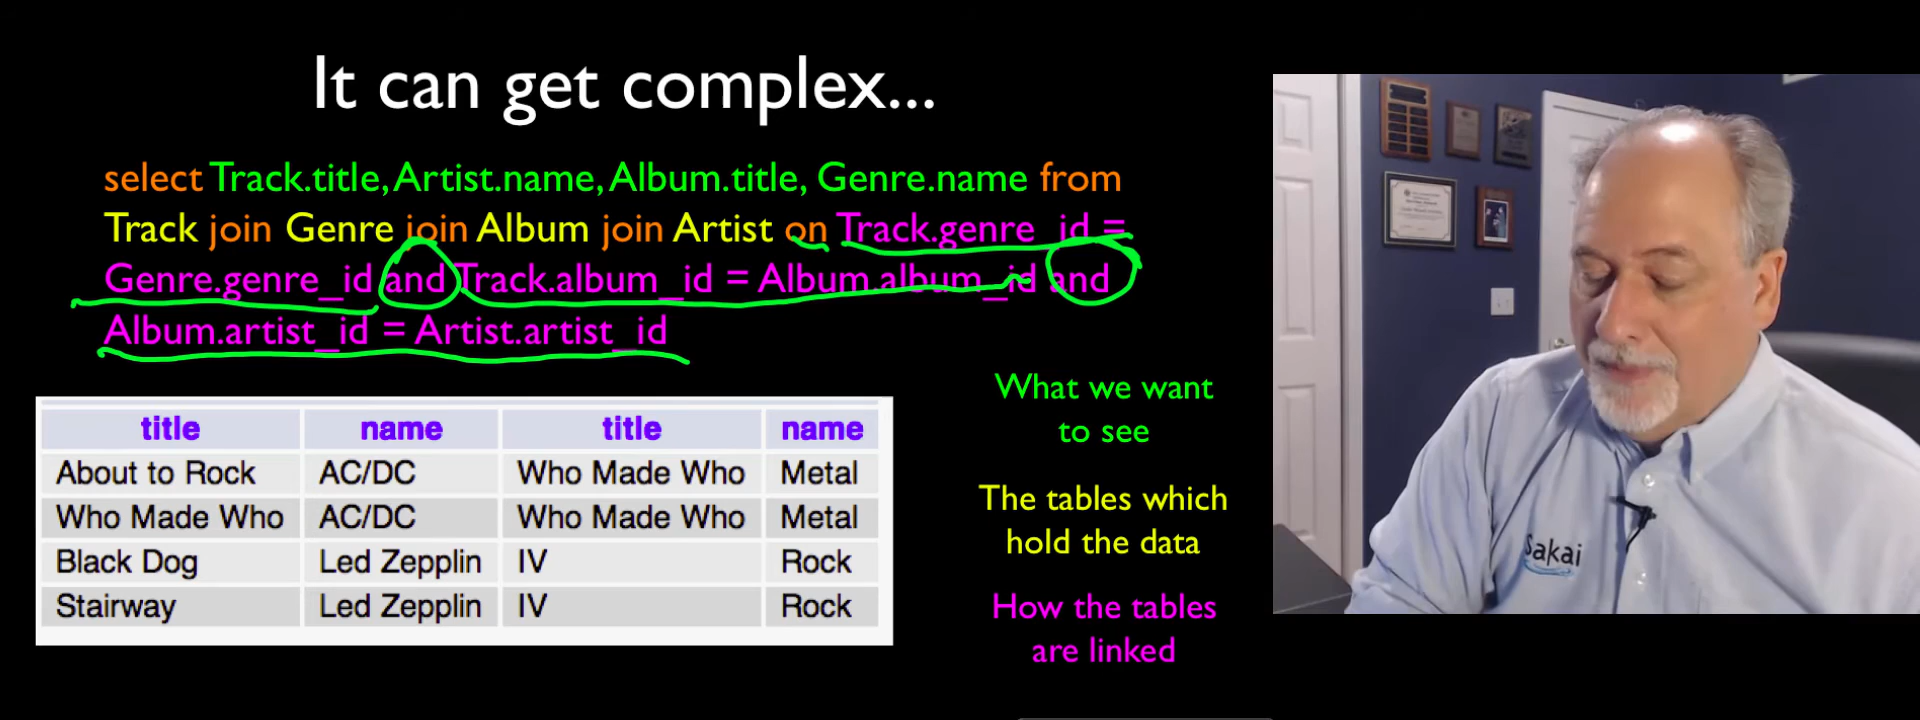 It can get complex...
select Track.title, Artist.name, Album.title, Genre.name from
Track join Genre join Album join Artist on Track.genre_id =
Genre.genre_id and Track.album_id = Album.album_id and
Album.artist_id = Artist.artist_id
title name title name
About to Rock AC/DC Who Made Who Metal
Who Made Who AC/DC Who Made Who Metal
Black Dog Led Zepplin IV Rock
Stairway Led Zepplin IV Rock
What we want
to see
The tables which
hold the data
How the tables
are linked
sakai